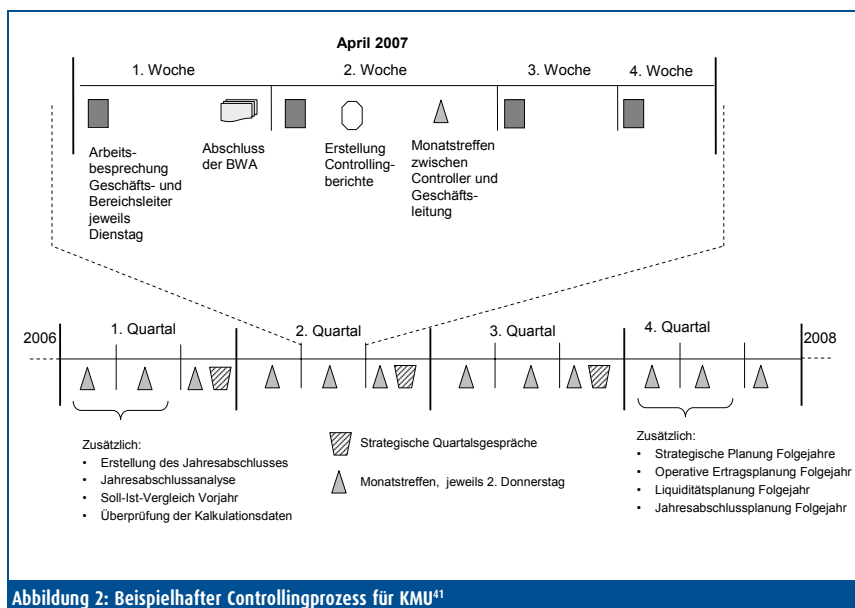 April 2007
1. Woche
2. Woche
3. Woche
4. Woche
Arbeits-
besprechung
Geschäfts- und
Bereichsleiter
jeweils
Dienstag
Abschluss
der BWA
Erstellung
Controlling-
berichte
Monatstreffen
zwischen
Controller und
Geschäfts-
leitung
2006
1. Quartal
2. Quartal
3. Quartal
4. Quartal
2008
Zusätzlich:
• Erstellung des Jahresabschlusses
• Jahresabschlussanalyse
• Soll-Ist-Vergleich Vorjahr
• Überprüfung der Kalkulationsdaten
Strategische Quartalsgespräche
Monatstreffen, jeweils 2. Donnerstag
Zusätzlich:
• Strategische Planung Folgejahre
• Operative Ertragsplanung Folgejahr
• Liquiditätsplanung Folgejahr
• Jahresabschlussplanung Folgejahr
Abbildung 2: Beispielhafter Controllingprozess für KMU⁴¹